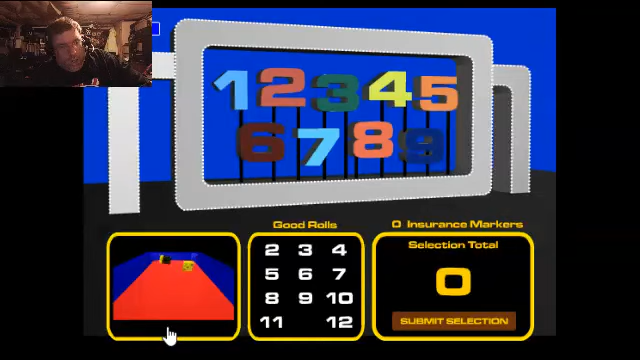 1 2 3 4 5
6 7 8 9
Good Rolls
2 3 4
5 6 7
8 9 10
11 12
0 Insurance Markers
Selection Total
0
SUBMIT SELECTION